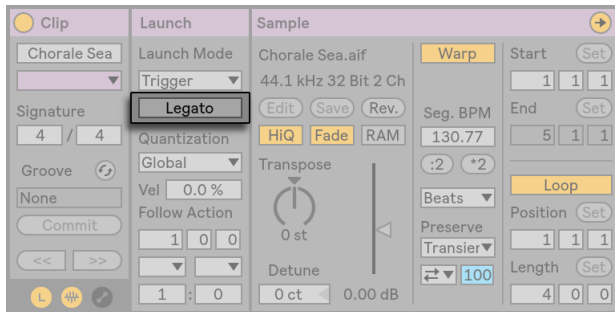 Clip
Chorale Sea
Signature
4 / 4
Groove
None
Commit
<< >>
L
Launch
Launch Mode
Trigger
Legato
Quantization
Global
Vel 0.0 %
Follow Action
1 0 0
1 : 0
Sample
Chorale Sea.aif
44.1 kHz 32 Bit 2 Ch
Edit Save Rev.
HiQ Fade RAM
Transpose
0 st
Detune
0 ct 0.00 dB
Warp
Seg. BPM
130.77
:2 *2
Beats
Preserve
Transier
100
Start Set
1 1 1
End Set
5 1 1
Loop
Position Set
1 1 1
Length Set
4 0 0